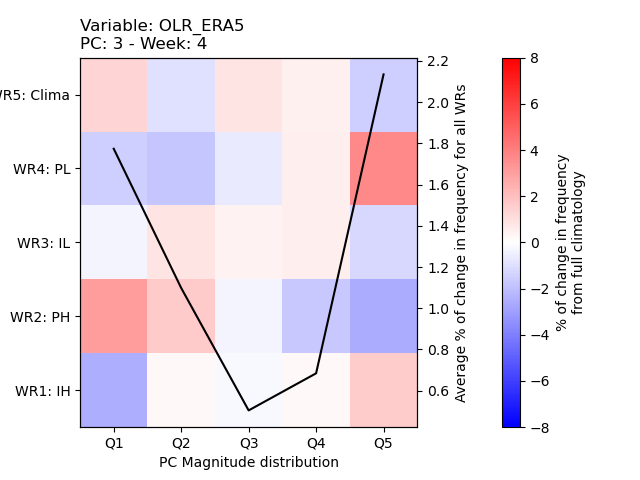 Variable: OLR_ERA5
PC: 3 - Week: 4
WR5: Clima
WR4: PL
WR3: IL
WR2: PH
WR1: IH
Q1 Q2 Q3 Q4 Q5
PC Magnitude distribution
2.2
2.0
1.8
1.6
1.4
1.2
1.0
0.8
0.6
Average % of change in frequency for all WRs
8
6
4
2
0
−2
−4
−6
−8
% of change in frequency
from full climatology